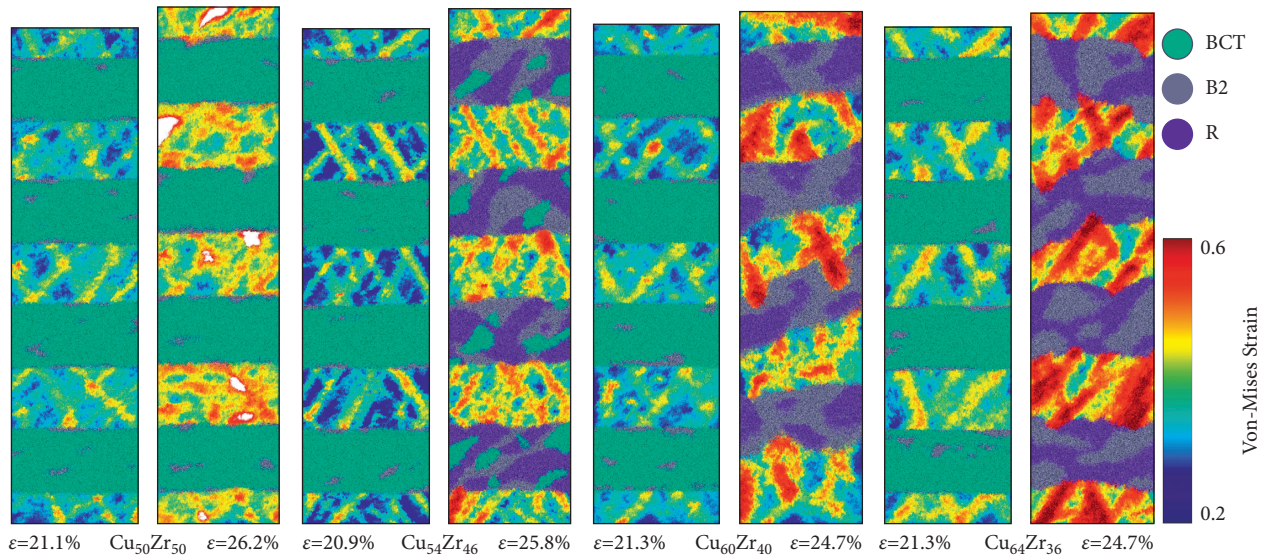 BCT
B2
R
0.6
Von-Mises Strain
0.2
ε=21.1% Cu₅₀Zr₅₀ ε=26.2% ε=20.9% Cu₅₄Zr₄₆ ε=25.8% ε=21.3% Cu₆₀Zr₄₀ ε=24.7% ε=21.3% Cu₆₄Zr₃₆ ε=24.7%